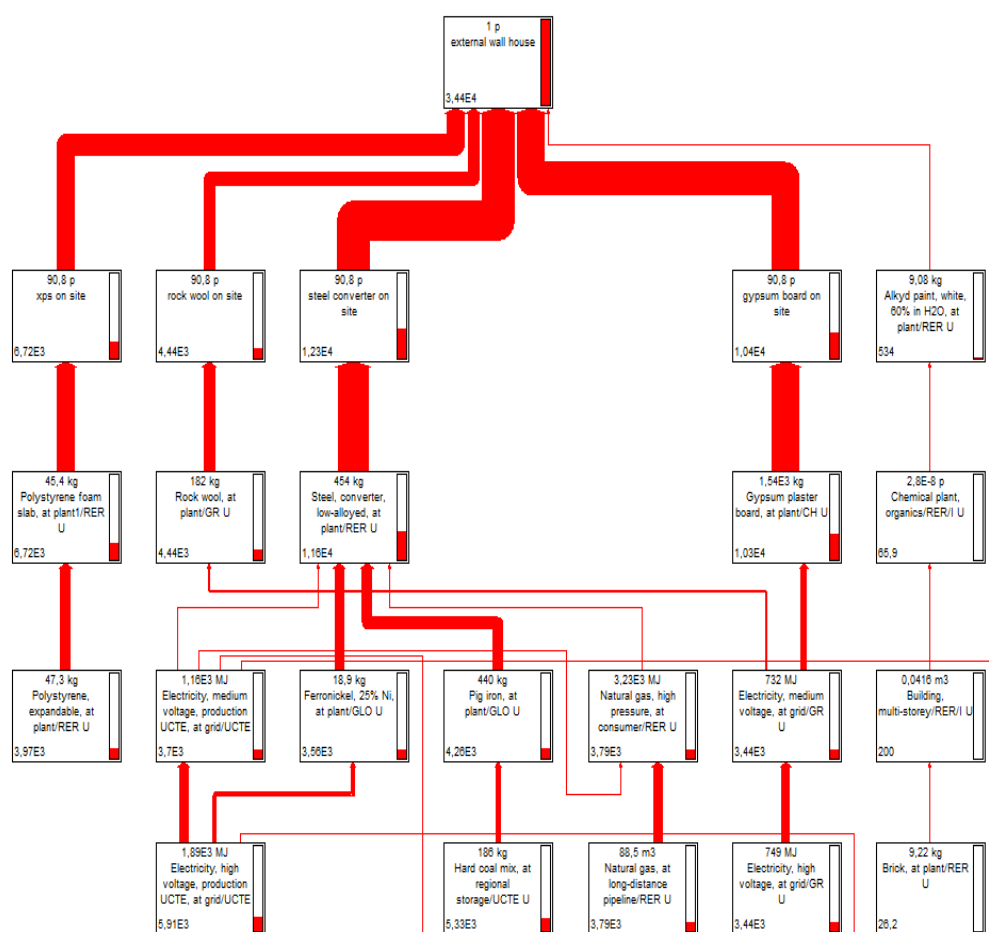 1 p
external wall house
3,44E4
90,8 p
xps on site
6,72E3
90,8 p
rock wool on site
4,44E3
90,8 p
steel converter on
site
1,23E4
90,8 p
gypsum board on
site
1,04E4
9,08 kg
Alkyd paint, white,
60% in H2O, at
plant/RER U
534
45,4 kg
Polystyrene foam
slab, at plant1/RER
U
6,72E3
182 kg
Rock wool, at
plant/GR U
4,44E3
454 kg
Steel, converter,
low-alloyed, at
plant/RER U
1,16E4
1,54E3 kg
Gypsum plaster
board, at plant/CH U
1,03E4
2,8E-8 p
Chemical plant,
organics/RER/I U
65,9
47,3 kg
Polystyrene,
expandable, at
plant/RER U
3,97E3
1,16E3 MJ
Electricity, medium
voltage, production
UCTE, at grid/UCTE
3,7E3
18,9 kg
Ferronickel, 25% Ni,
at plant/GLO U
3,56E3
440 kg
Pig iron, at
plant/GLO U
4,26E3
3,23E3 MJ
Natural gas, high
pressure, at
consumer/RER U
3,79E3
732 MJ
Electricity, medium
voltage, at grid/GR
U
3,44E3
0,0416 m3
Building,
multi-storey/RER/I U
200
1,89E3 MJ
Electricity, high
voltage, production
UCTE, at grid/UCTE
5,91E3
186 kg
Hard coal mix, at
regional
storage/UCTE U
5,33E3
88,5 m3
Natural gas, at
long-distance
pipeline/RER U
3,79E3
749 MJ
Electricity, high
voltage, at grid/GR
U
3,44E3
9,22 kg
Brick, at plant/RER
U
26,2